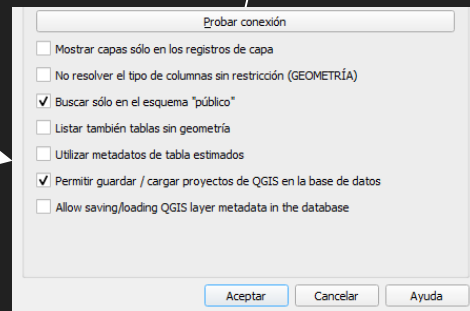 Probar conexión
Mostrar capas sólo en los registros de capa
No resolver el tipo de columnas sin restricción (GEOMETRÍA)
Buscar sólo en el esquema "público"
Listar también tablas sin geometría
Utilizar metadatos de tabla estimados
Permitir guardar / cargar proyectos de QGIS en la base de datos
Allow saving/loading QGIS layer metadata in the database
Aceptar Cancelar Ayuda